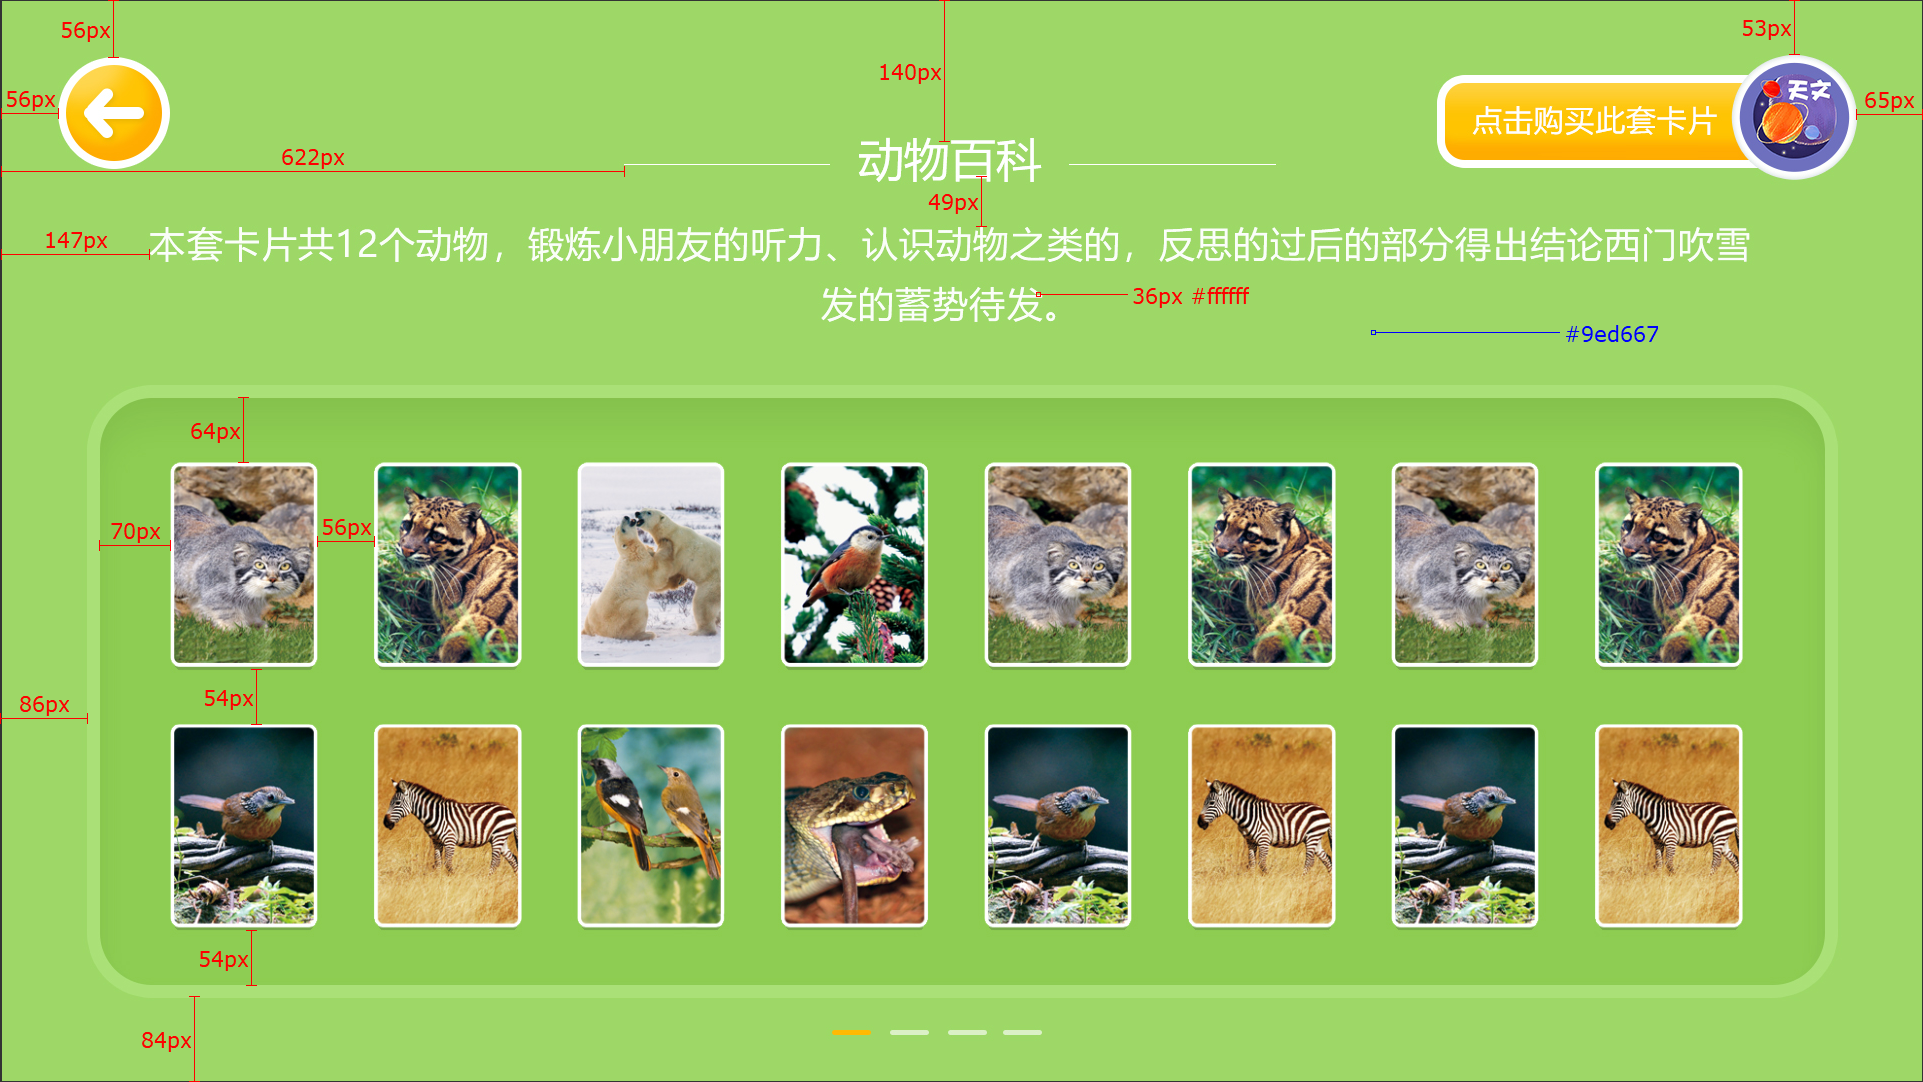 56px
53px
140px
56px
天文
65px
点击购买此套卡片
622px
动物百科
49px
147px
本套卡片共12个动物，锻炼小朋友的听力、认识动物之类的，反思的过后的部分得出结论西门吹雪
发的蓄势待发。
36px #ffffff
#9ed667
64px
70px
56px
54px
86px
54px
84px